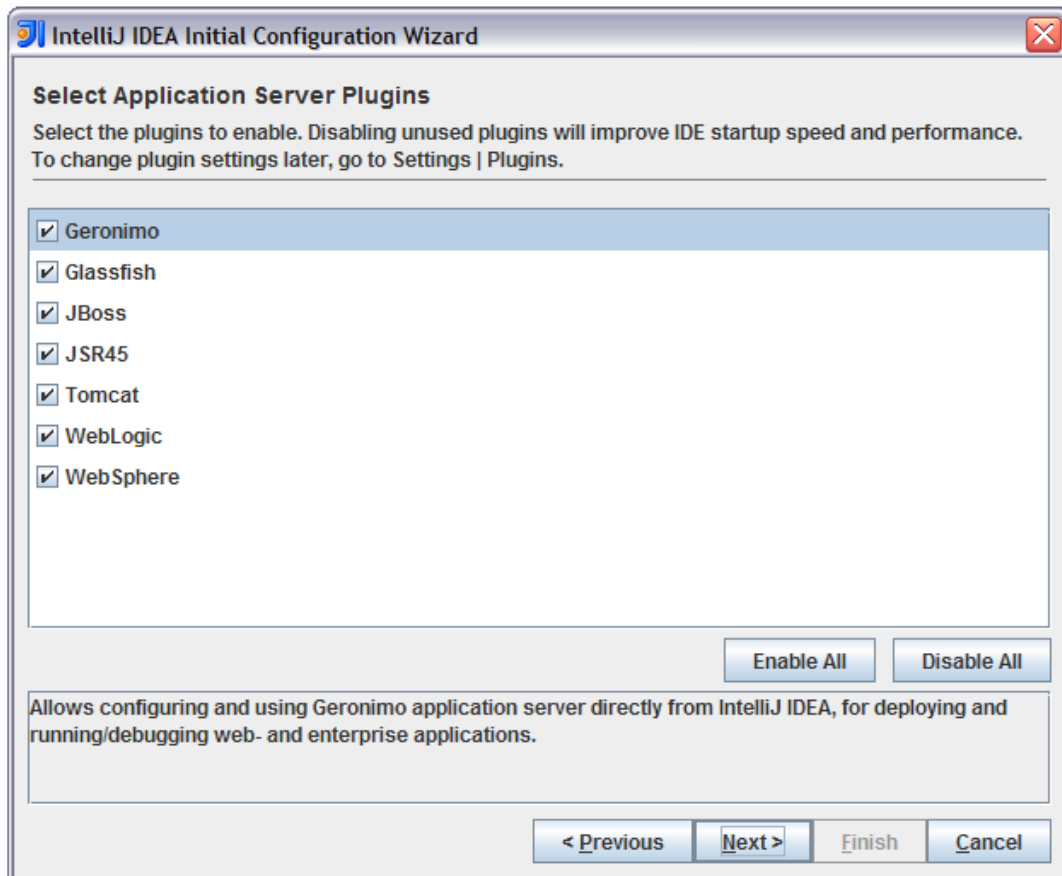 IntelliJ IDEA Initial Configuration Wizard
Select Application Server Plugins
Select the plugins to enable. Disabling unused plugins will improve IDE startup speed and performance.
To change plugin settings later, go to Settings | Plugins.
Geronimo
Glassfish
JBoss
JSR45
Tomcat
WebLogic
WebSphere
Enable All
Disable All
Allows configuring and using Geronimo application server directly from IntelliJ IDEA, for deploying and
running/debugging web- and enterprise applications.
< Previous
Next >
Finish
Cancel